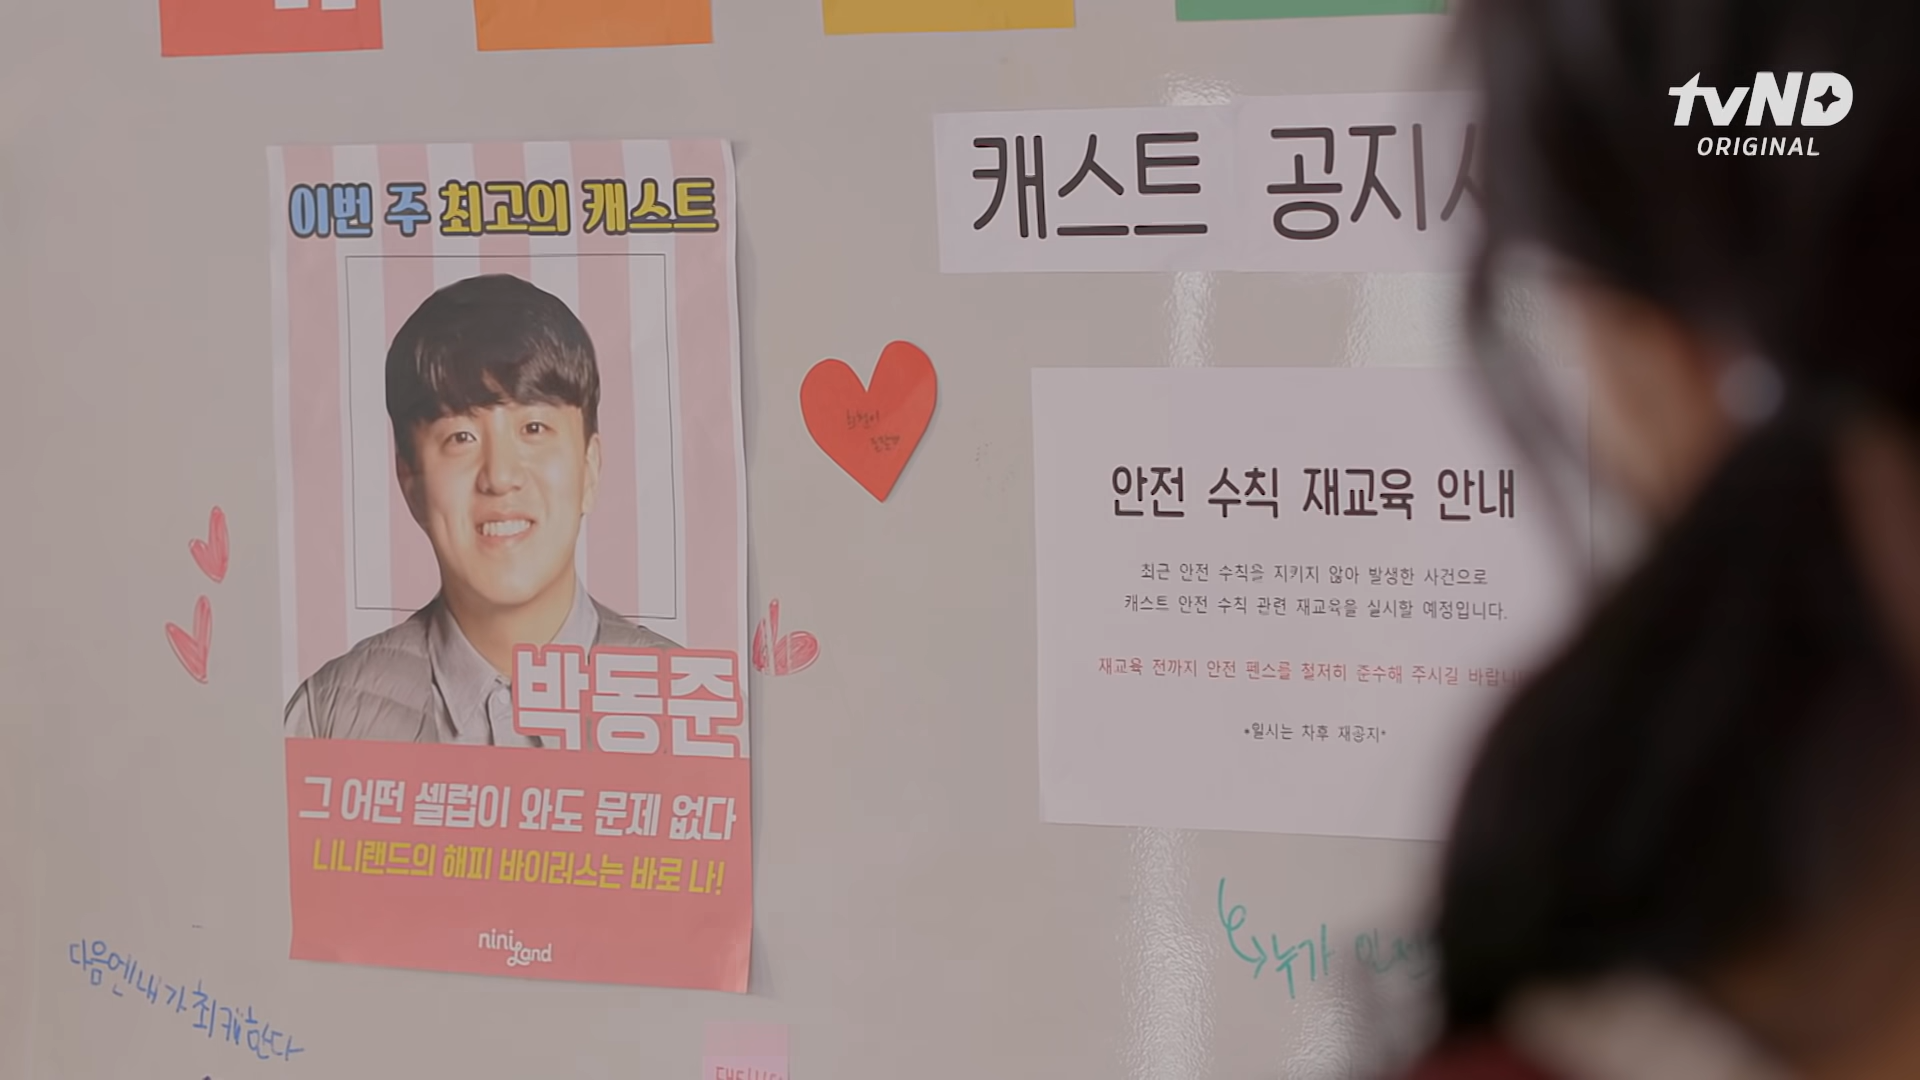 tvND
ORIGINAL
캐스트 공지
이번 주 최고의 캐스트
박동준
그 어떤 셀럽이 와도 문제 없다
니니랜드의 해피 바이러스는 바로 나!
nini Land
안전 수칙 재교육 안내
최근 안전 수칙을 지키지 않아 발생한 사건으로
캐스트 안전 수칙 관련 재교육을 실시할 예정입니다.
재교육 전까지 안전 펜스를 철저히 준수해 주시길
*일시는 차후 재공지*
누가
다음엔 내가 최캐한다